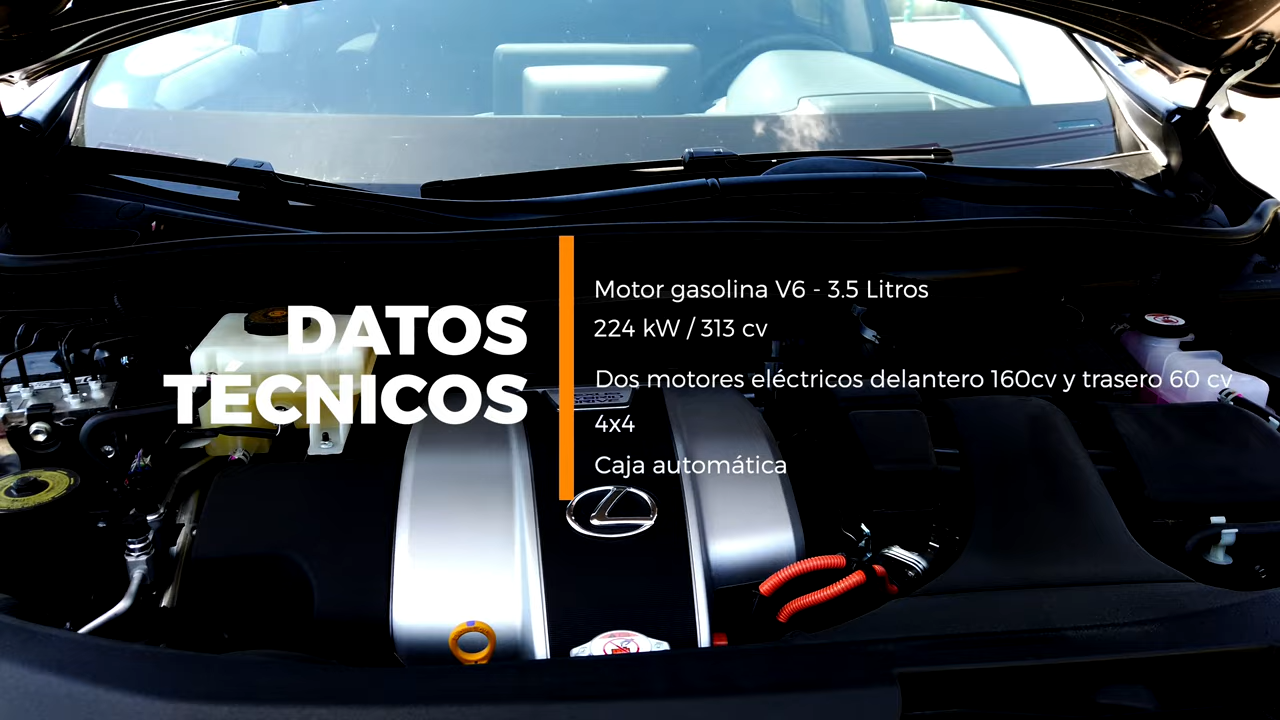 DATOS
TÉCNICOS
Motor gasolina V6 - 3.5 Litros
224 kW / 313 cv
Dos motores eléctricos delantero 160cv y trasero 60 cv
4x4
Caja automática